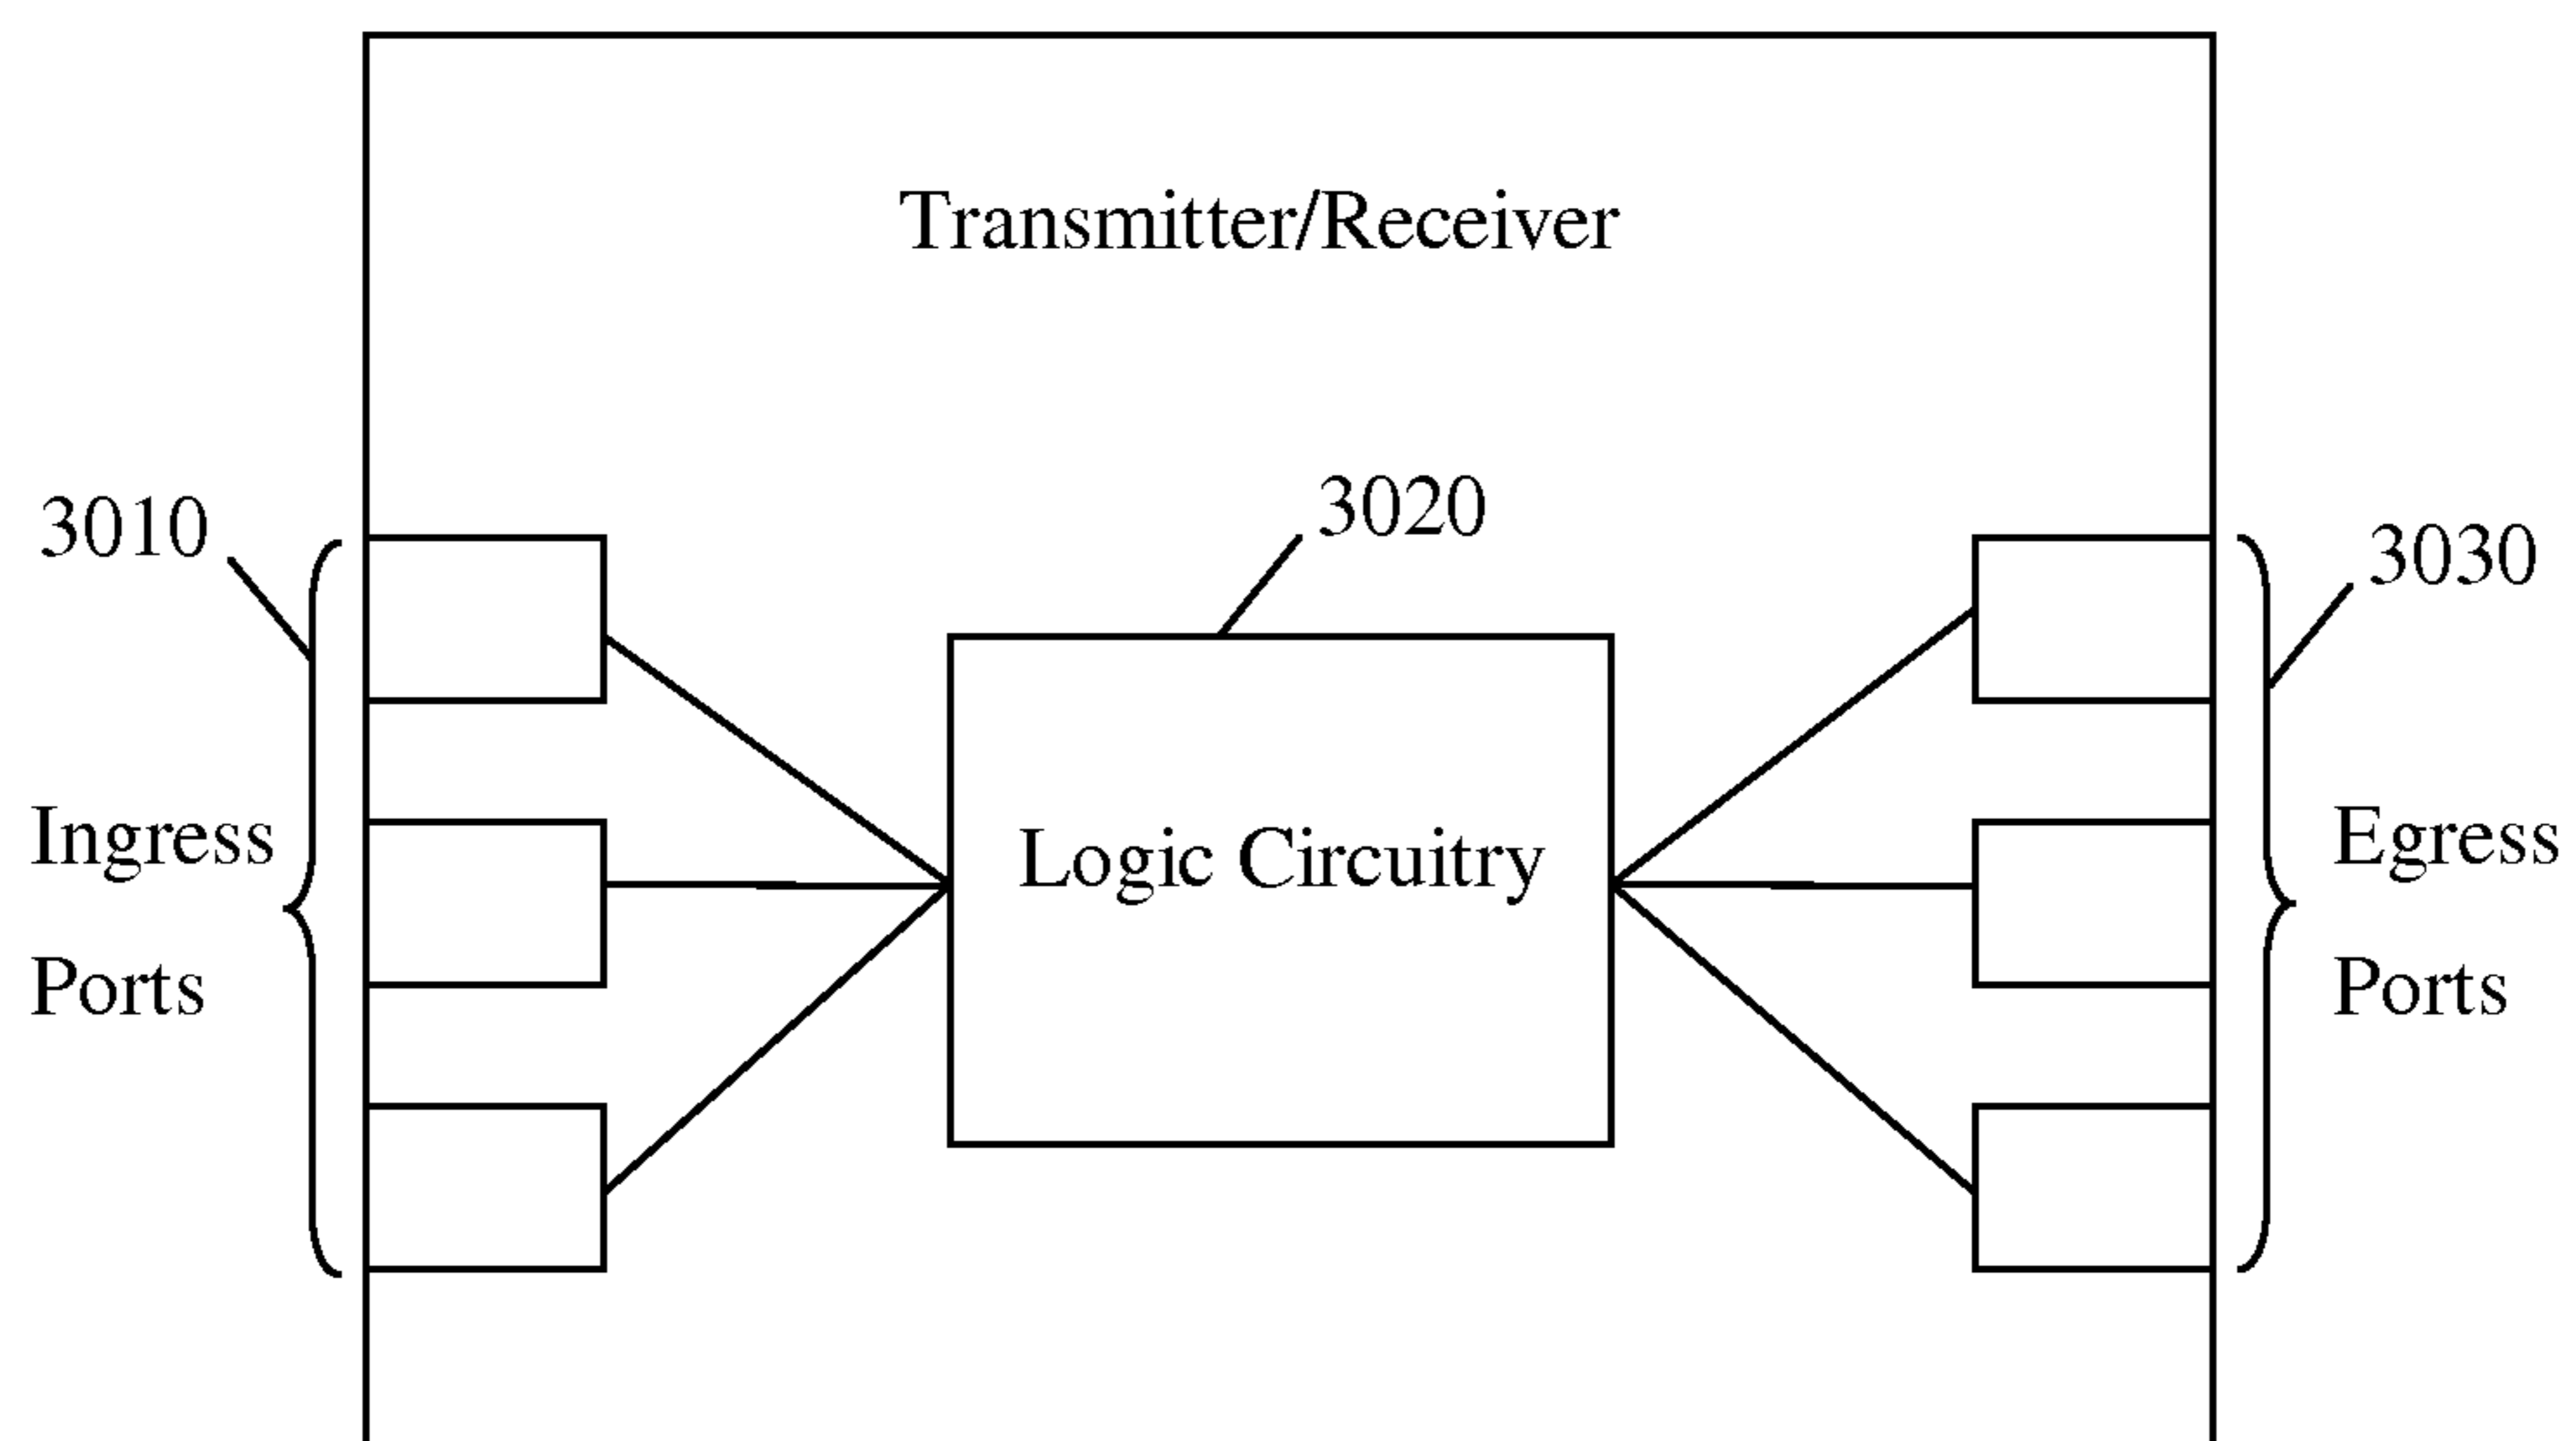 Transmitter/Receiver
3010
3020
3030
Ingress
Ports
Logic Circuitry
Egress
Ports